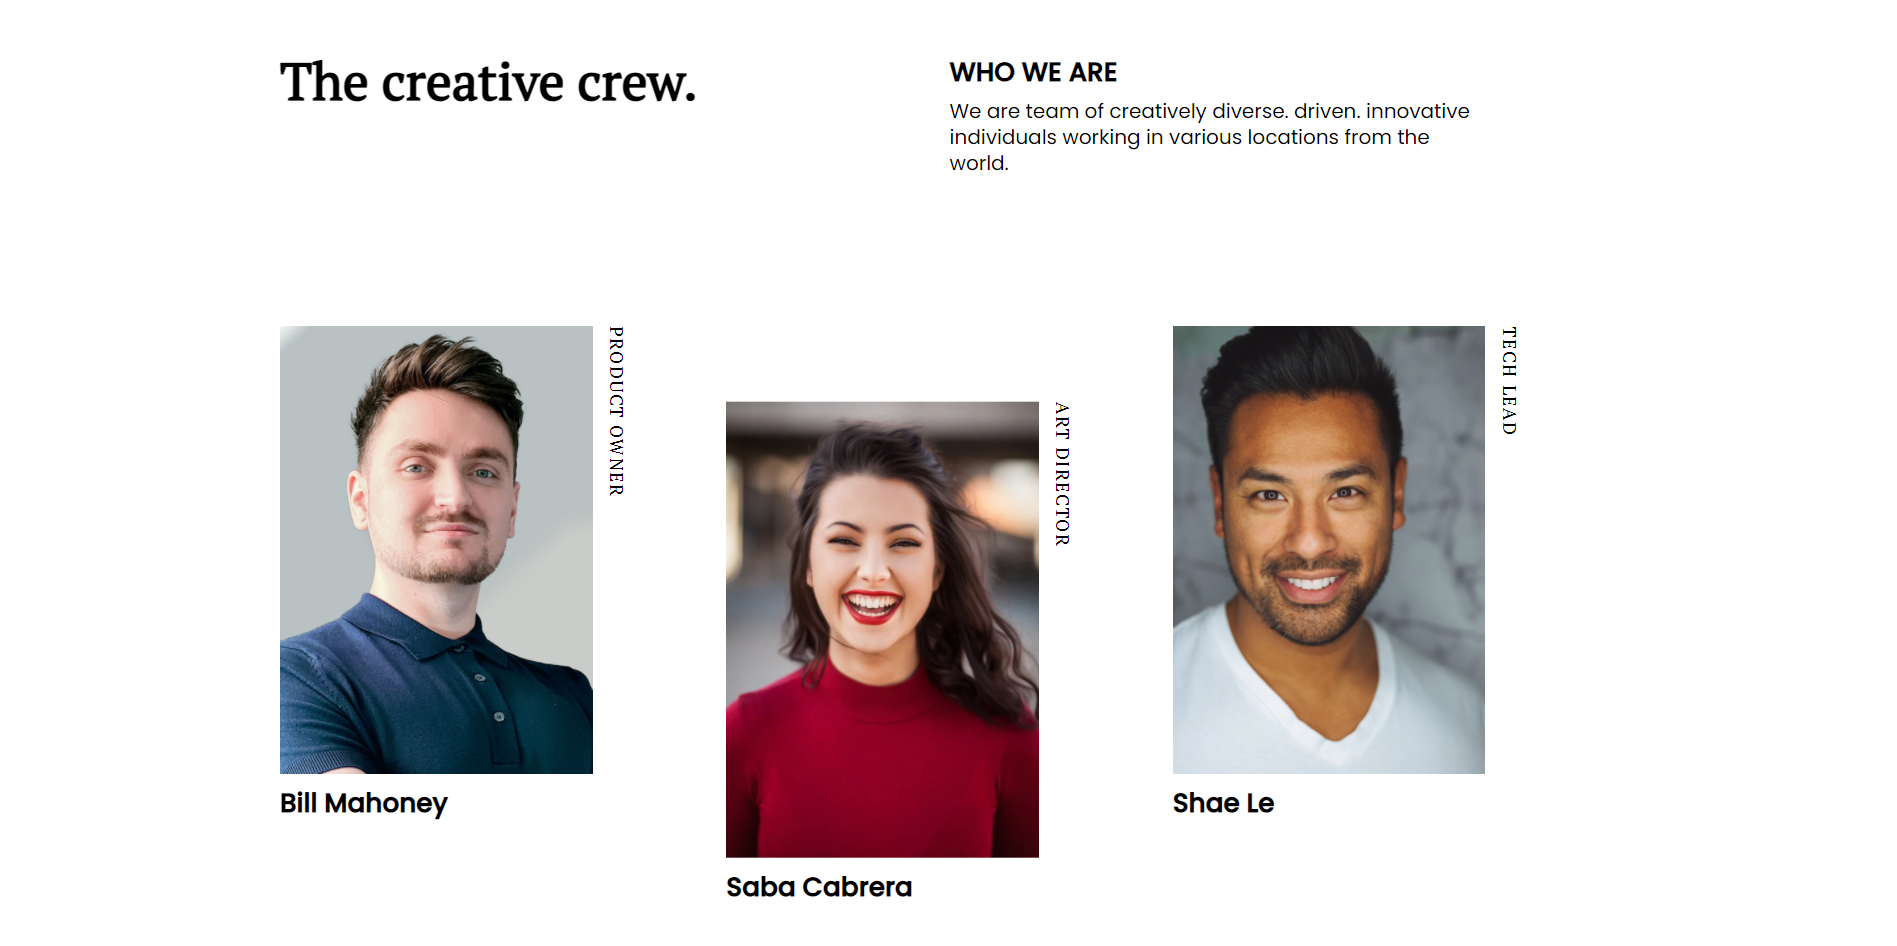 The creative crew.
WHO WE ARE
We are team of creatively diverse. driven. innovative
individuals working in various locations from the
world.
PRODUCT OWNER
Bill Mahoney
ART DIRECTOR
Saba Cabrera
TECH LEAD
Shae Le